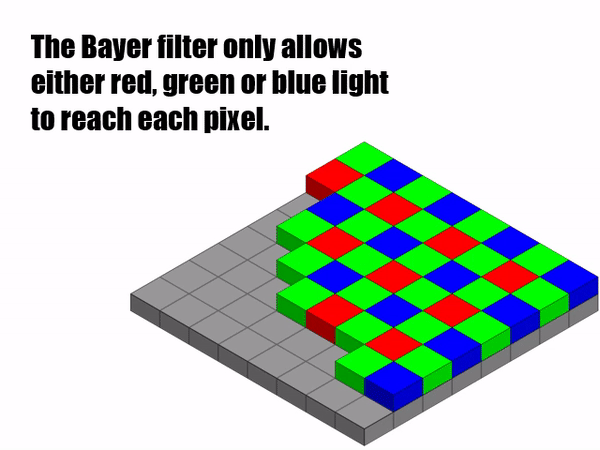 The Bayer filter only allows
either red, green or blue light
to reach each pixel.